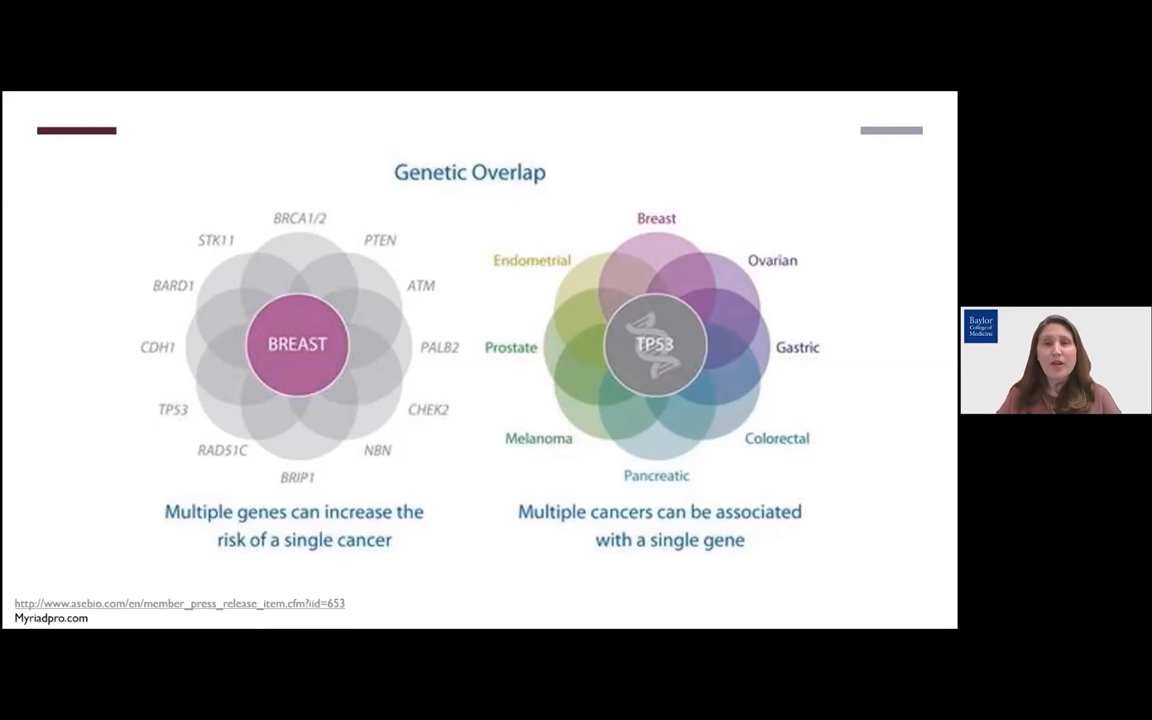 Genetic Overlap
BRCA1/2
STK11
PTEN
BARD1
ATM
CDH1
BREAST
PALB2
TP53
CHEK2
RAD51C
NBN
BRIP1
Multiple genes can increase the
risk of a single cancer
Breast
Endometrial
Ovarian
Prostate
TP53
Gastric
Melanoma
Colorectal
Pancreatic
Multiple cancers can be associated
with a single gene
http://www.asebio.com/en/member_press_release_item.cfm?iid=653
Myriadpro.com
Baylor
College of
Medicine